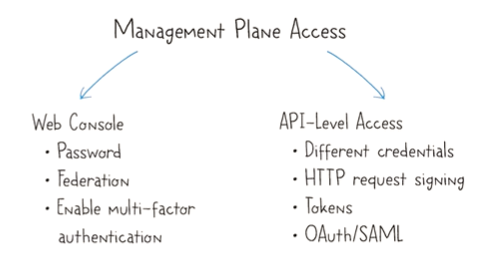 Management Plane Access
Web Console
• Password
• Federation
• Enable multi-factor
authentication
API-Level Access
• Different credentials
• HTTP request signing
• Tokens
• OAuth/SAML